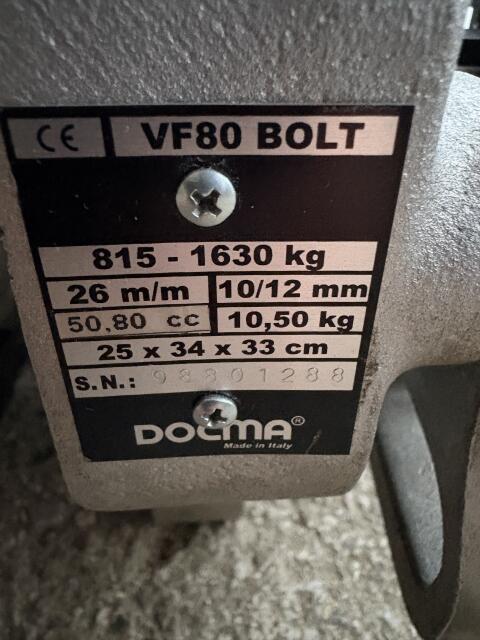 CE VF80 BOLT
815 - 1630 kg
26 m/m 10/12 mm
50,80 cc 10,50 kg
25 x 34 x 33 cm
S.N.: 98801288
DOCMA®
Made in Italy